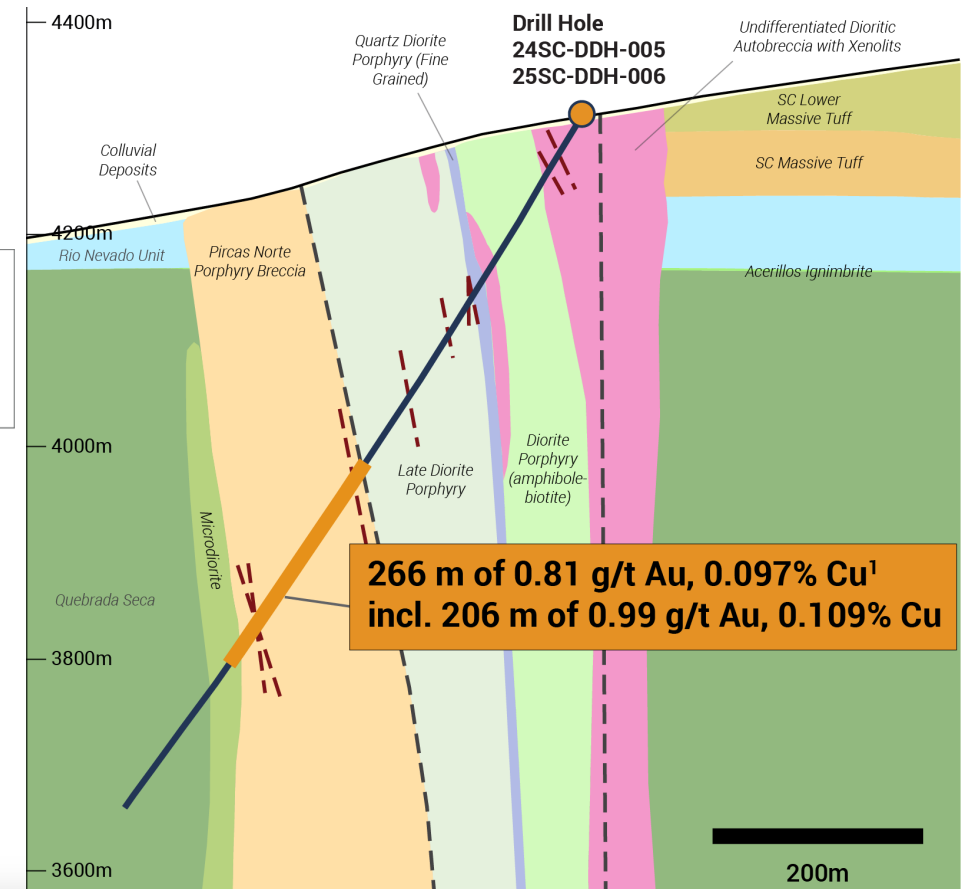 4400m
Drill Hole
24SC-DDH-005
25SC-DDH-006
Undifferentiated Dioritic
Autobreccia with Xenolits
Quartz Diorite
Porphyry (Fine
Grained)
SC Lower
Massive Tuff
Colluvial
Deposits
SC Massive Tuff
4200m
Rio Nevado Unit
Pircas Norte
Porphyry Breccia
Acerillos Ignimbrite
4000m
Late Diorite
Porphyry
Diorite
Porphyry
(amphibole-
biotite)
Microdiorite
Quebrada Seca
266 m of 0.81 g/t Au, 0.097% Cu¹
incl. 206 m of 0.99 g/t Au, 0.109% Cu
3800m
3600m
200m